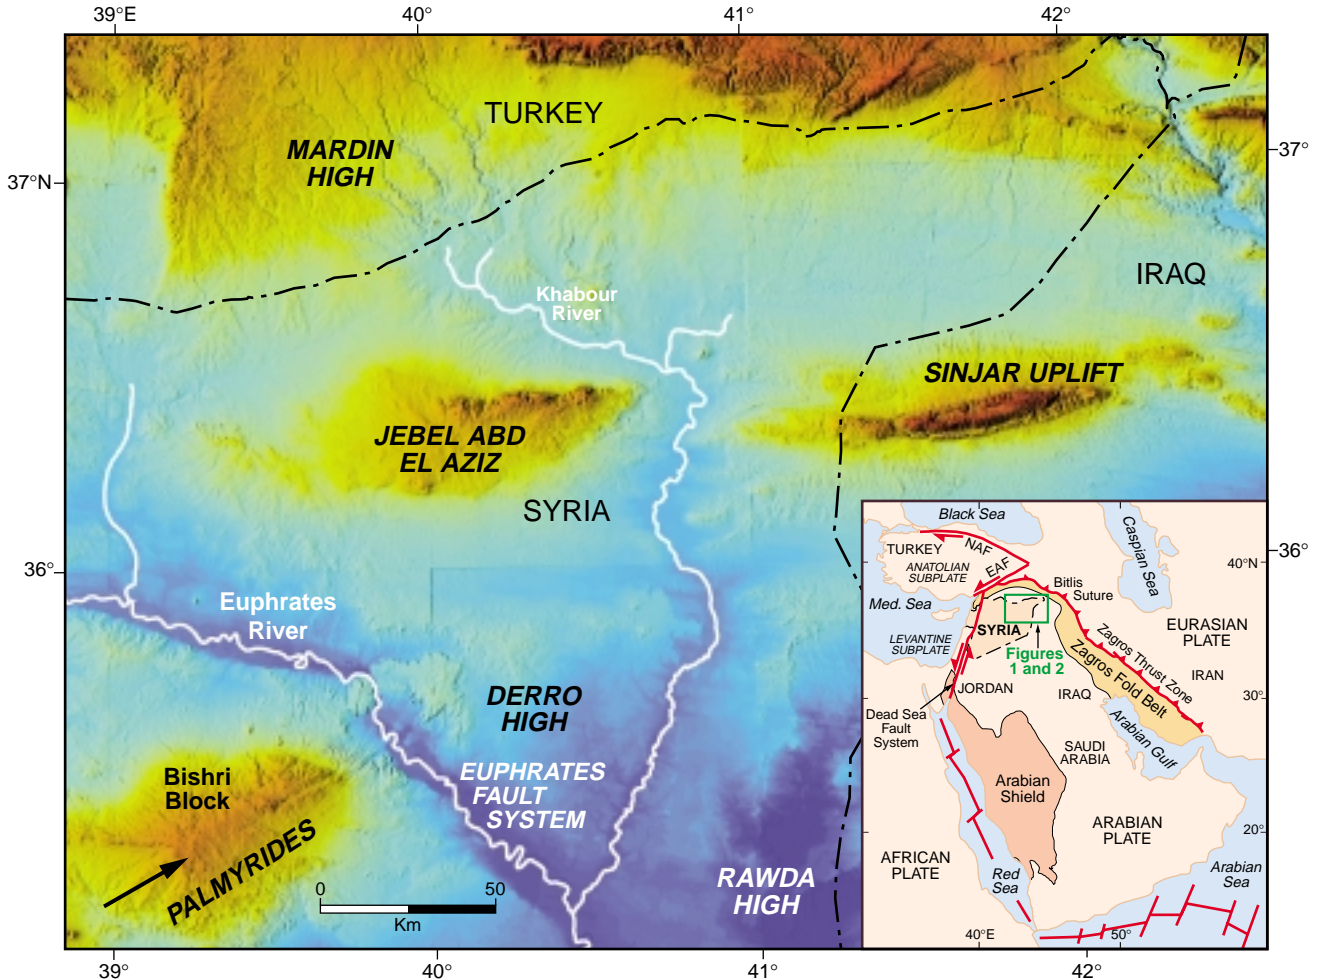 39°E
40°
41°
42°
TURKEY
MARDIN
HIGH
37°N
37°
IRAQ
Khabour
River
SINJAR UPLIFT
JEBEL ABD
EL AZIZ
SYRIA
36°
36°
Euphrates
River
DERRO
HIGH
EUPHRATES
FAULT
SYSTEM
Bishri
Block
PALMYRIDES
0
50
Km
RAWDA
HIGH
39°
40°
41°
42°
Black Sea
Caspian Sea
TURKEY
NAF
ANATOLIAN
SUBPLATE
EAF
40°N
Bitlis
Suture
Med. Sea
EURASIAN
PLATE
SYRIA
LEVANTINE
SUBPLATE
Figures
1 and 2
Zagros Thrust Zone
Zagros Fold Belt
IRAN
JORDAN
IRAQ
30°
Dead Sea
Fault
System
Arabian Gulf
SAUDI
ARABIA
Arabian
Shield
ARABIAN
PLATE
20°
AFRICAN
PLATE
Red
Sea
Arabian
Sea
40°E
50°